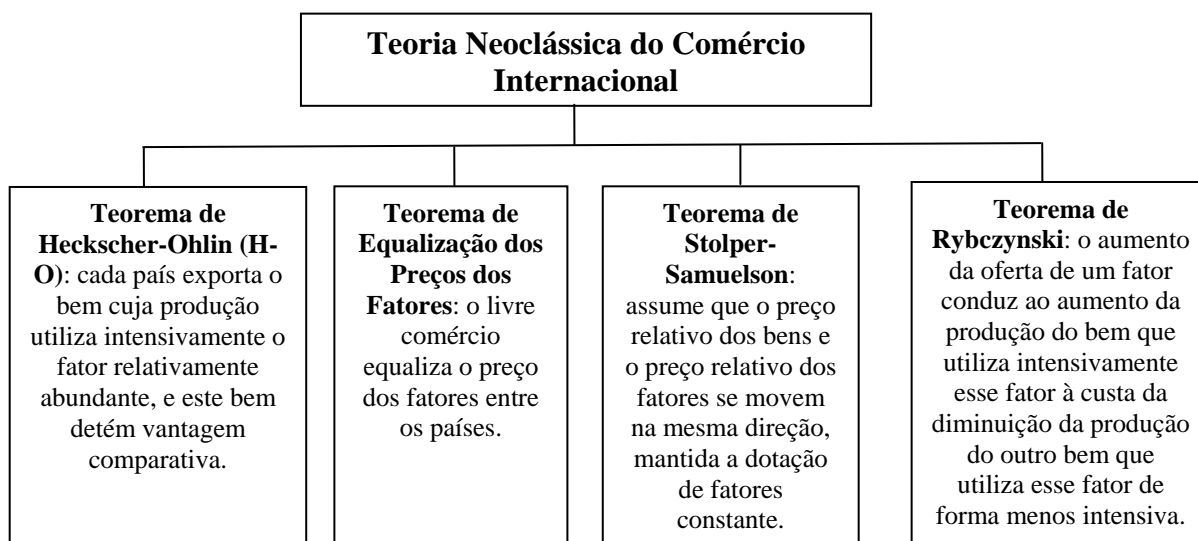 Teoria Neoclássica do Comércio
Internacional
Teorema de
Heckscher-Ohlin (H-
O): cada país exporta o
bem cuja produção
utiliza intensivamente o
fator relativamente
abundante, e este bem
detém vantagem
comparativa.
Teorema de
Equalização dos
Preços dos
Fatores: o livre
comércio
equaliza o preço
dos fatores entre
os países.
Teorema de
Stolper-
Samuelson:
assume que o preço
relativo dos bens e
o preço relativo dos
fatores se movem
na mesma direção,
mantida a dotação
de fatores
constante.
Teorema de
Rybczynski: o aumento
da oferta de um fator
conduz ao aumento da
produção do bem que
utiliza intensivamente
esse fator à custa da
diminuição da produção
do outro bem que
utiliza esse fator de
forma menos intensiva.